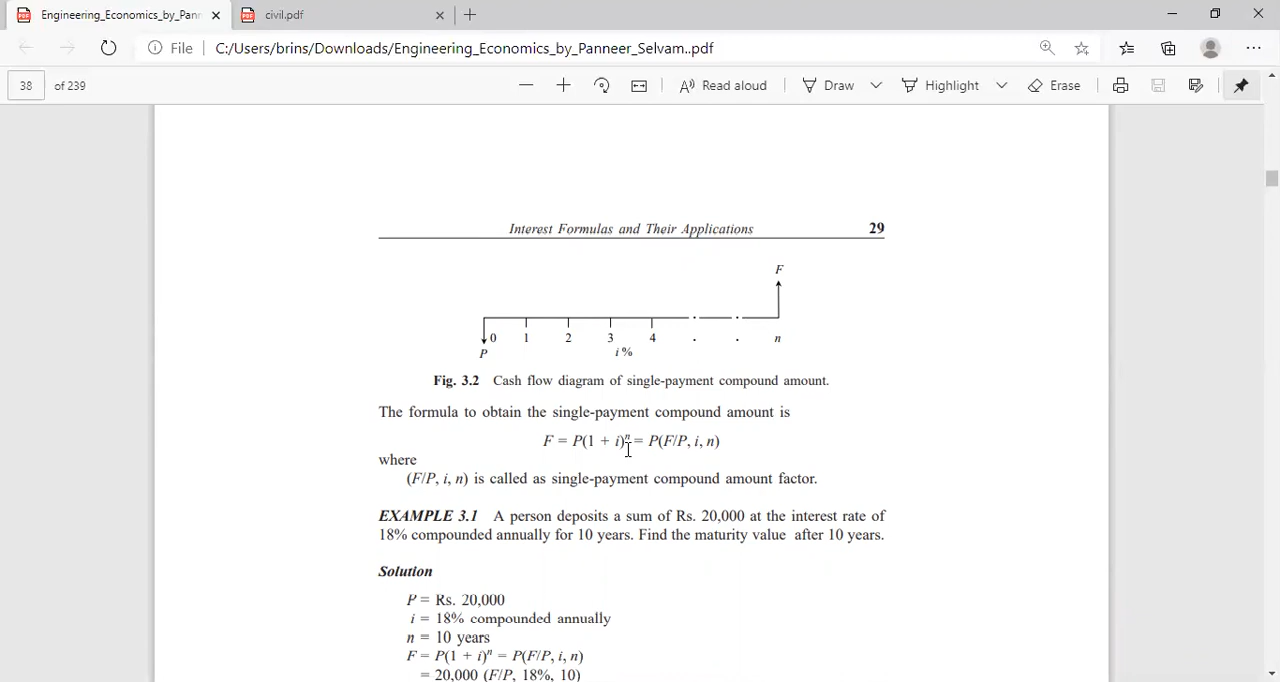 Engineering_Economics_by_Pann
civil.pdf
File
C:/Users/brins/Downloads/Engineering_Economics_by_Panneer_Selvam..pdf
38 of 239
Read aloud
Draw
Highlight
Erase
Interest Formulas and Their Applications 29
F
0 1 2 3 4 . . n
P i%
Fig. 3.2 Cash flow diagram of single-payment compound amount.
The formula to obtain the single-payment compound amount is
F = P(1 + i)ⁿ = P(F/P, i, n)
where
(F/P, i, n) is called as single-payment compound amount factor.
EXAMPLE 3.1 A person deposits a sum of Rs. 20,000 at the interest rate of
18% compounded annually for 10 years. Find the maturity value after 10 years.
Solution
P = Rs. 20,000
i = 18% compounded annually
n = 10 years
F = P(1 + i)ⁿ = P(F/P, i, n)
= 20,000 (F/P, 18%, 10)